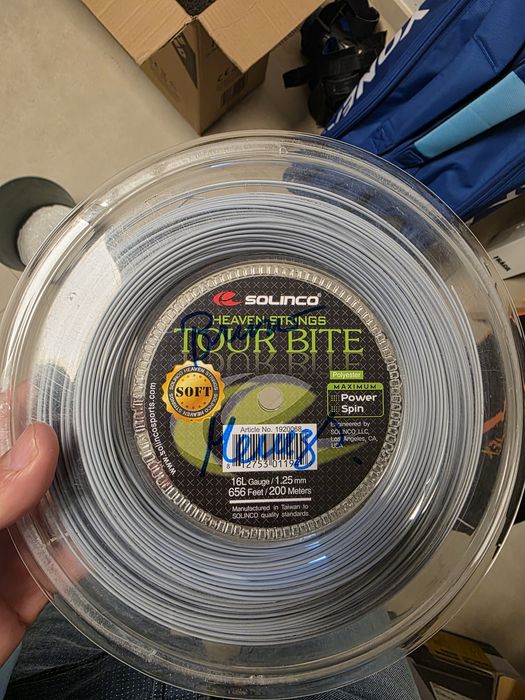 YONEX
SOLINCO
HEAVEN STRINGS
TOUR BITE
SOFT
Polyester
MAXIMUM
Power
Spin
Engineered by
SOLINCO, LLC,
Los Angeles, CA,
USA
www.solincosports.com
Article No. 1920068
16L Gauge / 1.25 mm
656 Feet / 200 Meters
Manufactured in Taiwan to
SOLINCO quality standards